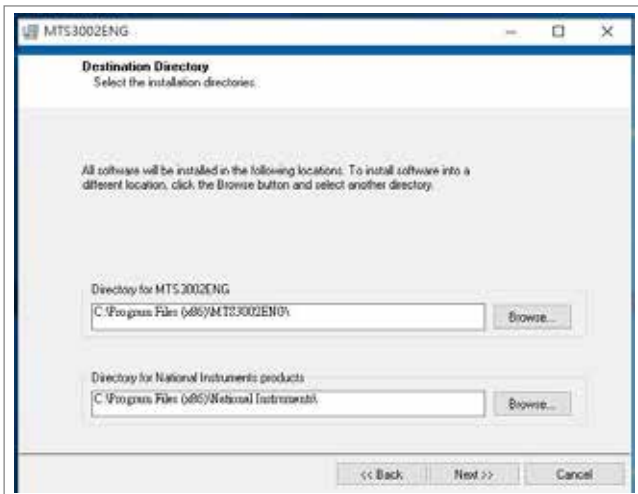 MTS3002ENG
Destination Directory
Select the installation directories.
All software will be installed in the following locations. To install software into a
different location, click the Browse button and select another directory.
Directory for MTS3002ENG
C:\Program Files (x86)\MTS3002ENG\
Browse...
Directory for National Instruments products
C:\Program Files (x86)\National Instruments\
Browse...
<< Back
Next >>
Cancel